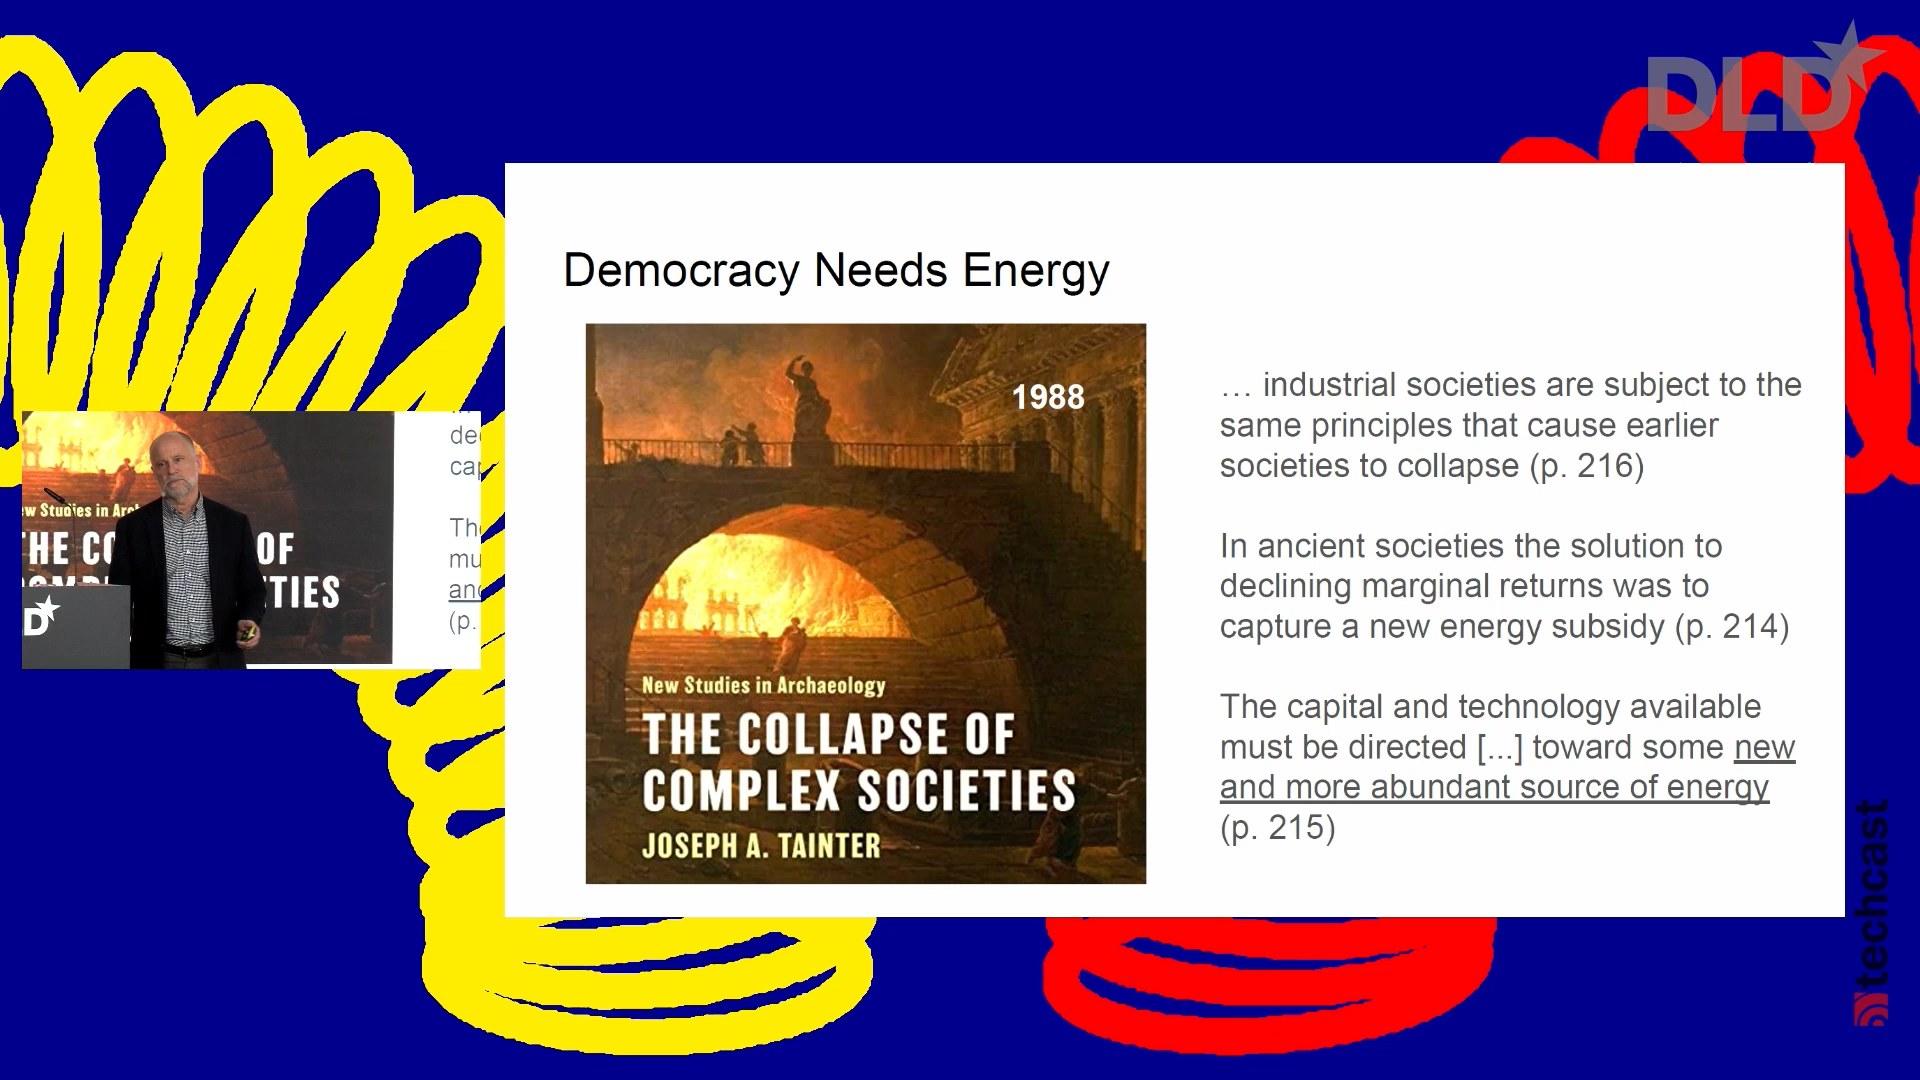 DLD
Democracy Needs Energy
1988
New Studies in Archaeology
THE COLLAPSE OF
COMPLEX SOCIETIES
JOSEPH A. TAINTER
… industrial societies are subject to the
same principles that cause earlier
societies to collapse (p. 216)
In ancient societies the solution to
declining marginal returns was to
capture a new energy subsidy (p. 214)
The capital and technology available
must be directed [...] toward some new
and more abundant source of energy
(p. 215)
OF
TIES
D
(p.
techcast